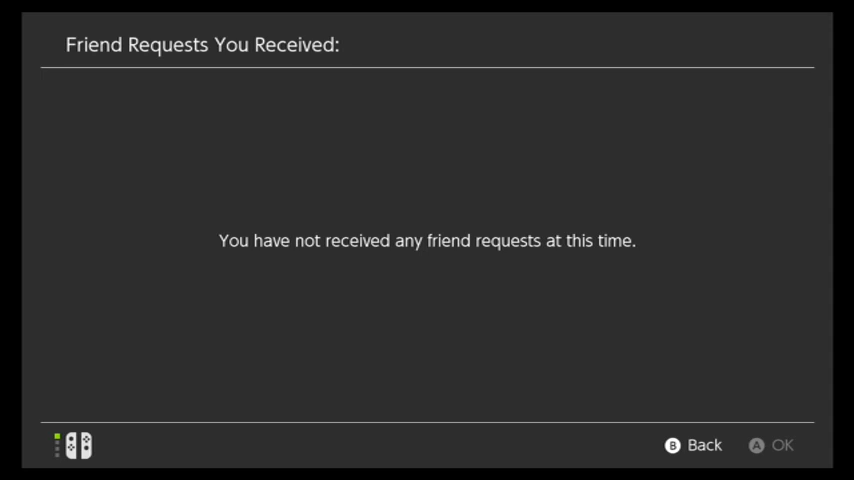 Friend Requests You Received:
You have not received any friend requests at this time.
B Back A OK